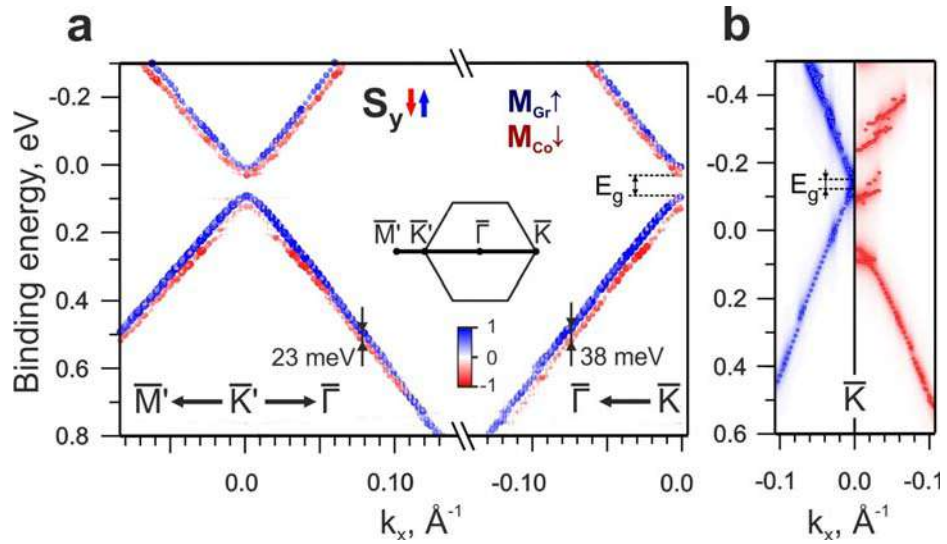 a
b
Binding energy, eV
-0.2
0.0
0.2
0.4
0.6
0.8
S_y
M_Gr↑
M_Co↓
E_g
M̅' K̅' Γ̅ K̅
23 meV
1
0
-1
38 meV
M̅' ← K̅' → Γ̅
Γ̅ ← K̅
0.0 0.10 -0.10 0.0
k_x, Å⁻¹
-0.4
-0.2
E_g
0.0
0.2
0.4
0.6
K̅
-0.1 0.0 -0.1
k_x, Å⁻¹